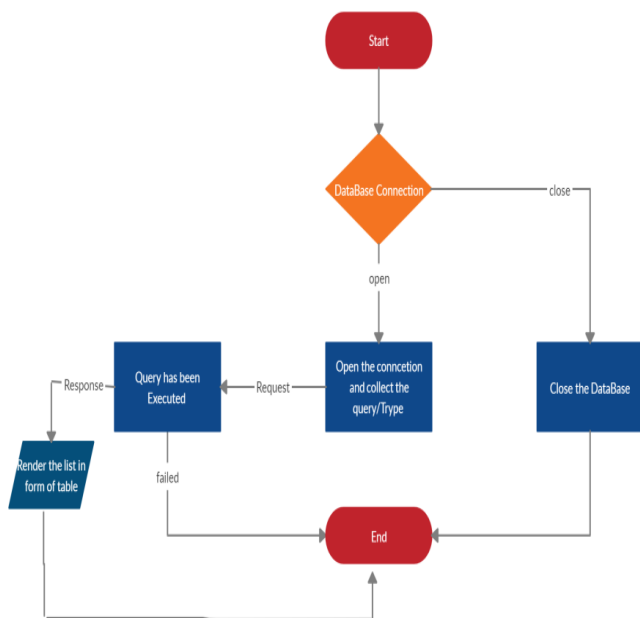 Start
DataBase Connection
close
open
Open the conncetion
and collect the
query/Trype
Request
Query has been
Executed
Response
Close the DataBase
Render the list in
form of table
failed
End